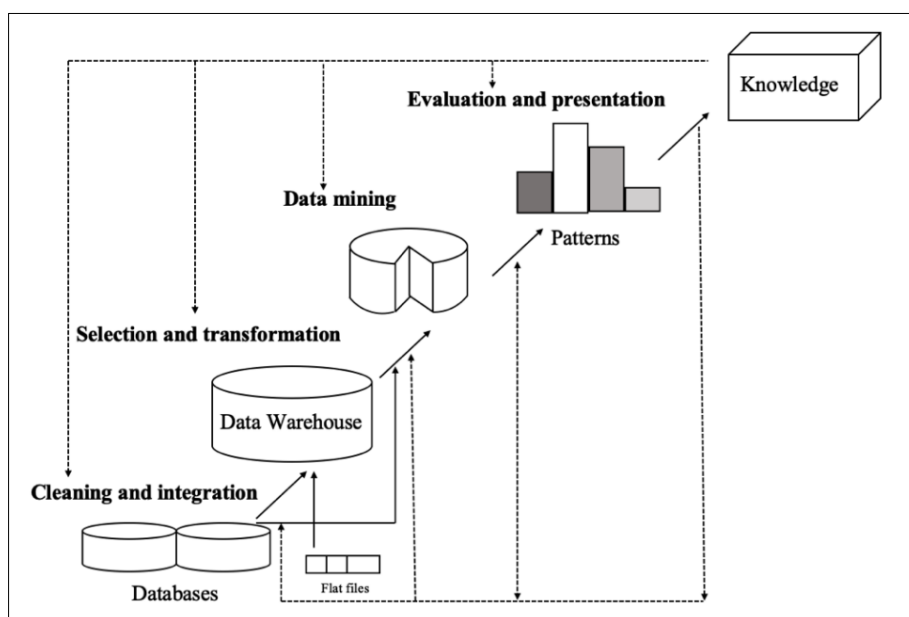 Knowledge
Evaluation and presentation
Data mining
Patterns
Selection and transformation
Data Warehouse
Cleaning and integration
Flat files
Databases